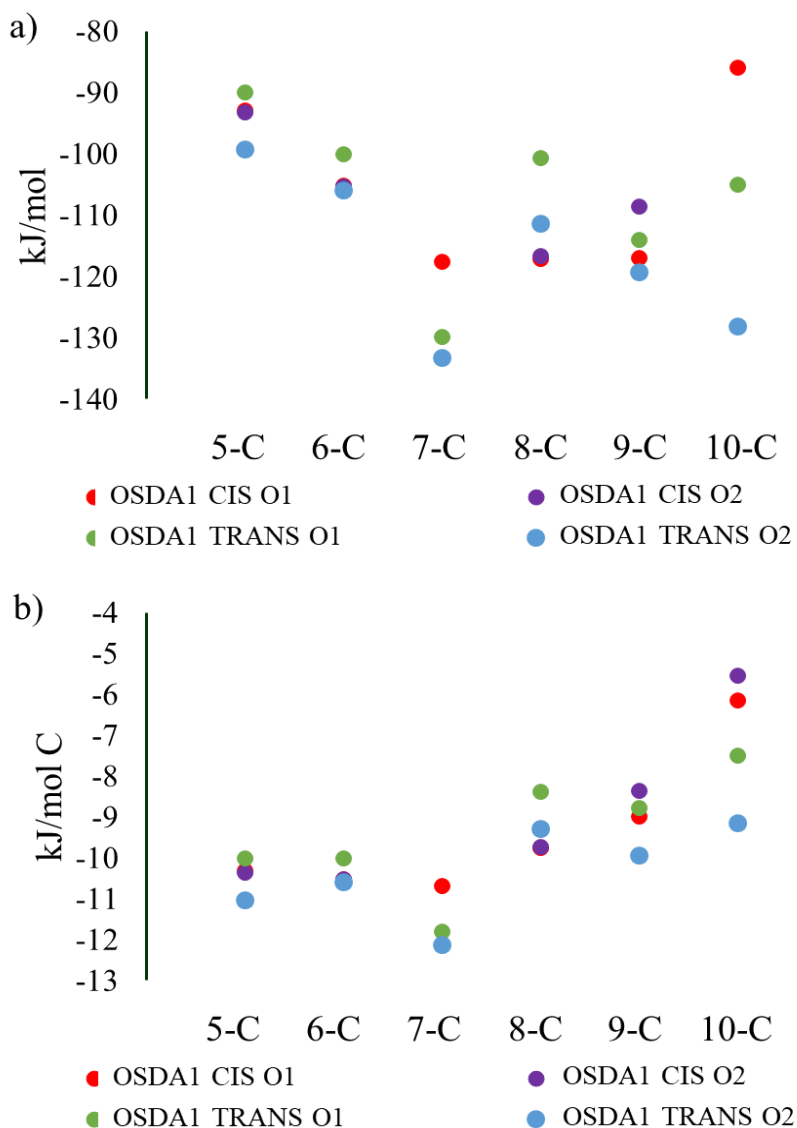 a)
-80
-90
-100
-110
-120
-130
-140
kJ/mol
5-C 6-C 7-C 8-C 9-C 10-C
OSDA1 CIS O1 OSDA1 CIS O2
OSDA1 TRANS O1 OSDA1 TRANS O2
b)
-4
-5
-6
-7
-8
-9
-10
-11
-12
-13
kJ/mol C
5-C 6-C 7-C 8-C 9-C 10-C
OSDA1 CIS O1 OSDA1 CIS O2
OSDA1 TRANS O1 OSDA1 TRANS O2